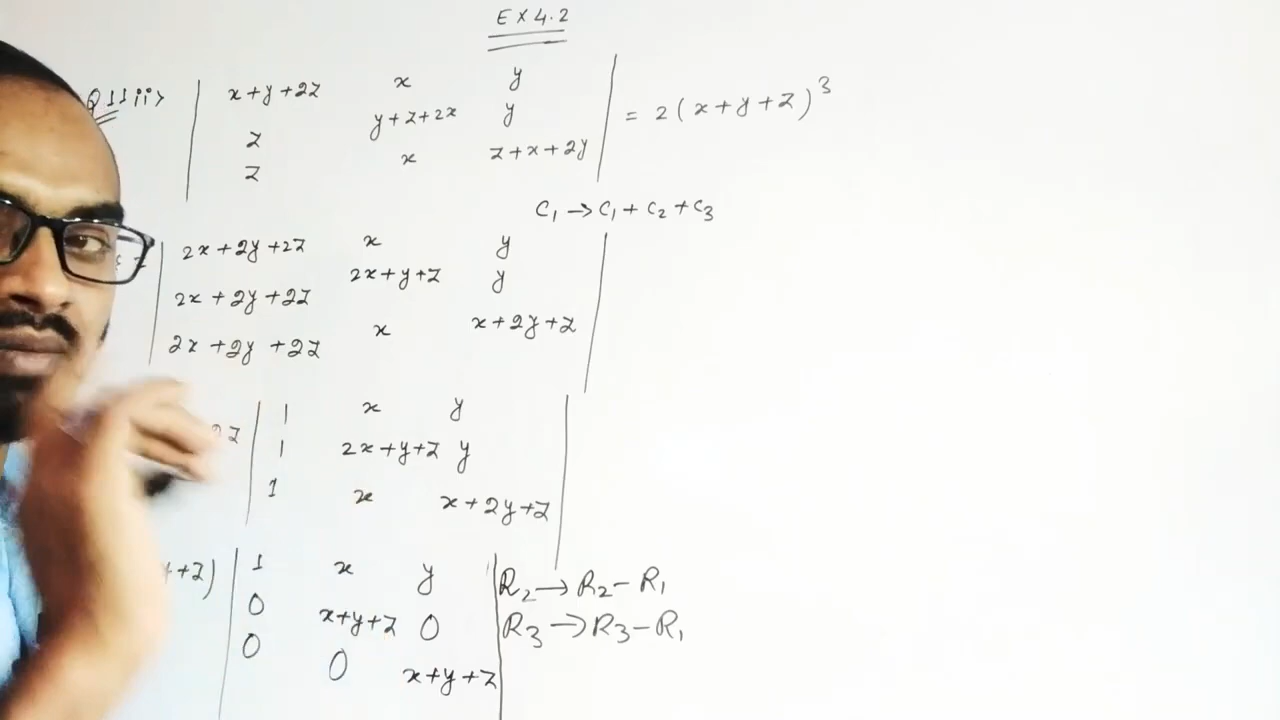 EX 4.2
Q 11 ii> | x+y+2z x y |
| z y+z+2x y | = 2(x+y+z)³
| z x z+x+2y |
C₁ → C₁ + C₂ + C₃
| 2x+2y+2z x y |
| 2x+2y+2z 2x+y+z y |
| 2x+2y+2z x x+2y+z |
| 1 x y |
2z | 1 2x+y+z y |
| 1 x x+2y+z |
+z) | 1 x y | R₂ → R₂ − R₁
| 0 x+y+z 0 | R₃ → R₃ − R₁
| 0 0 x+y+z |